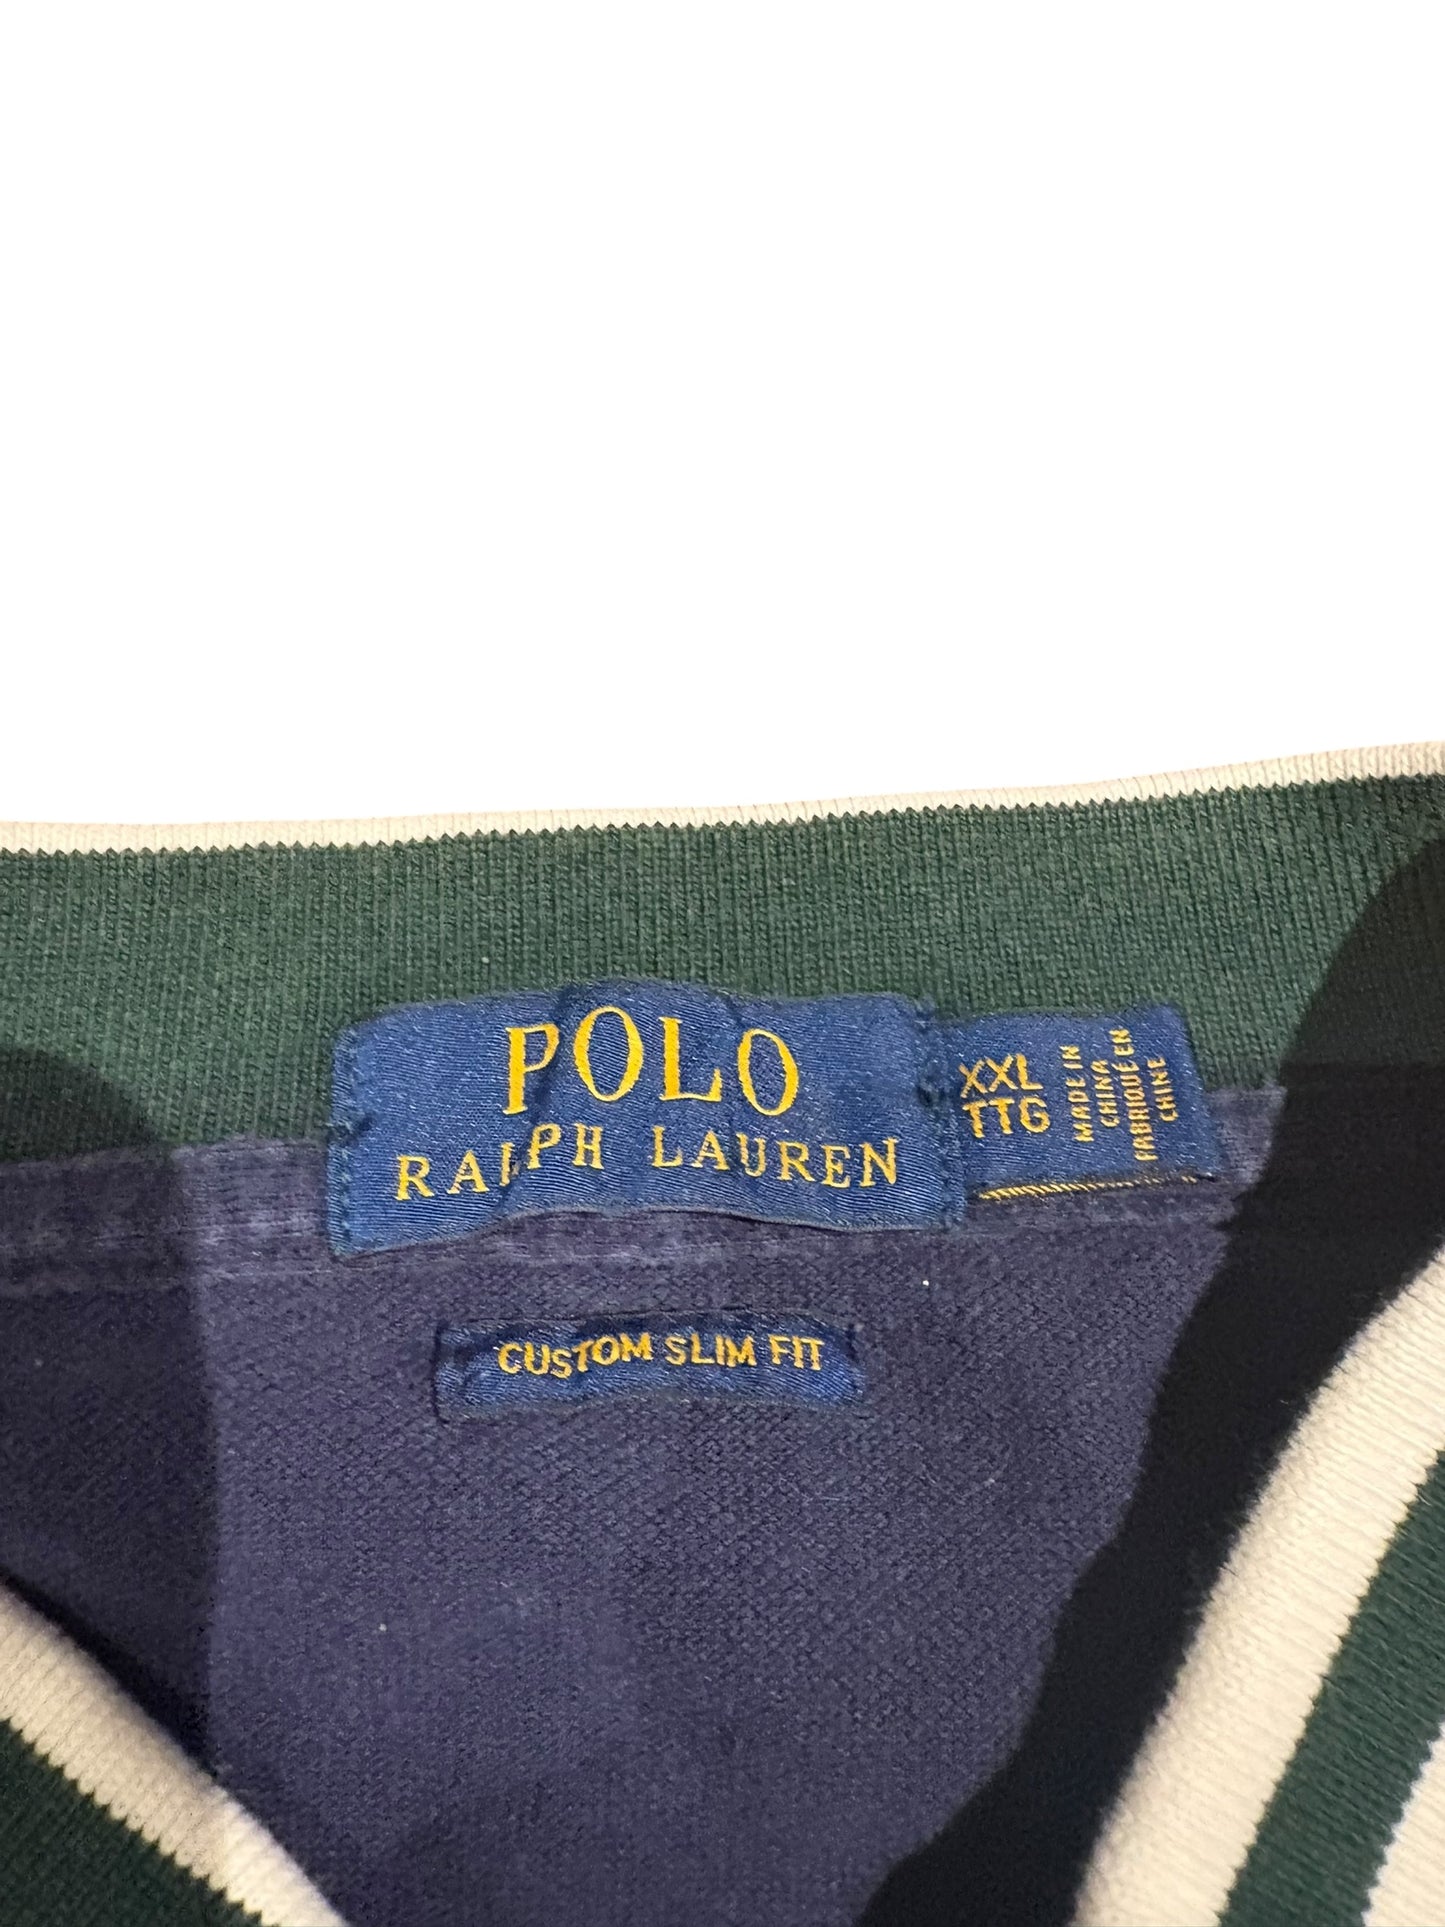 POLO
RALPH LAUREN
XXL
TTG
MADE IN
CHINA
FABRIQUÉ EN
CHINE
CUSTOM SLIM FIT